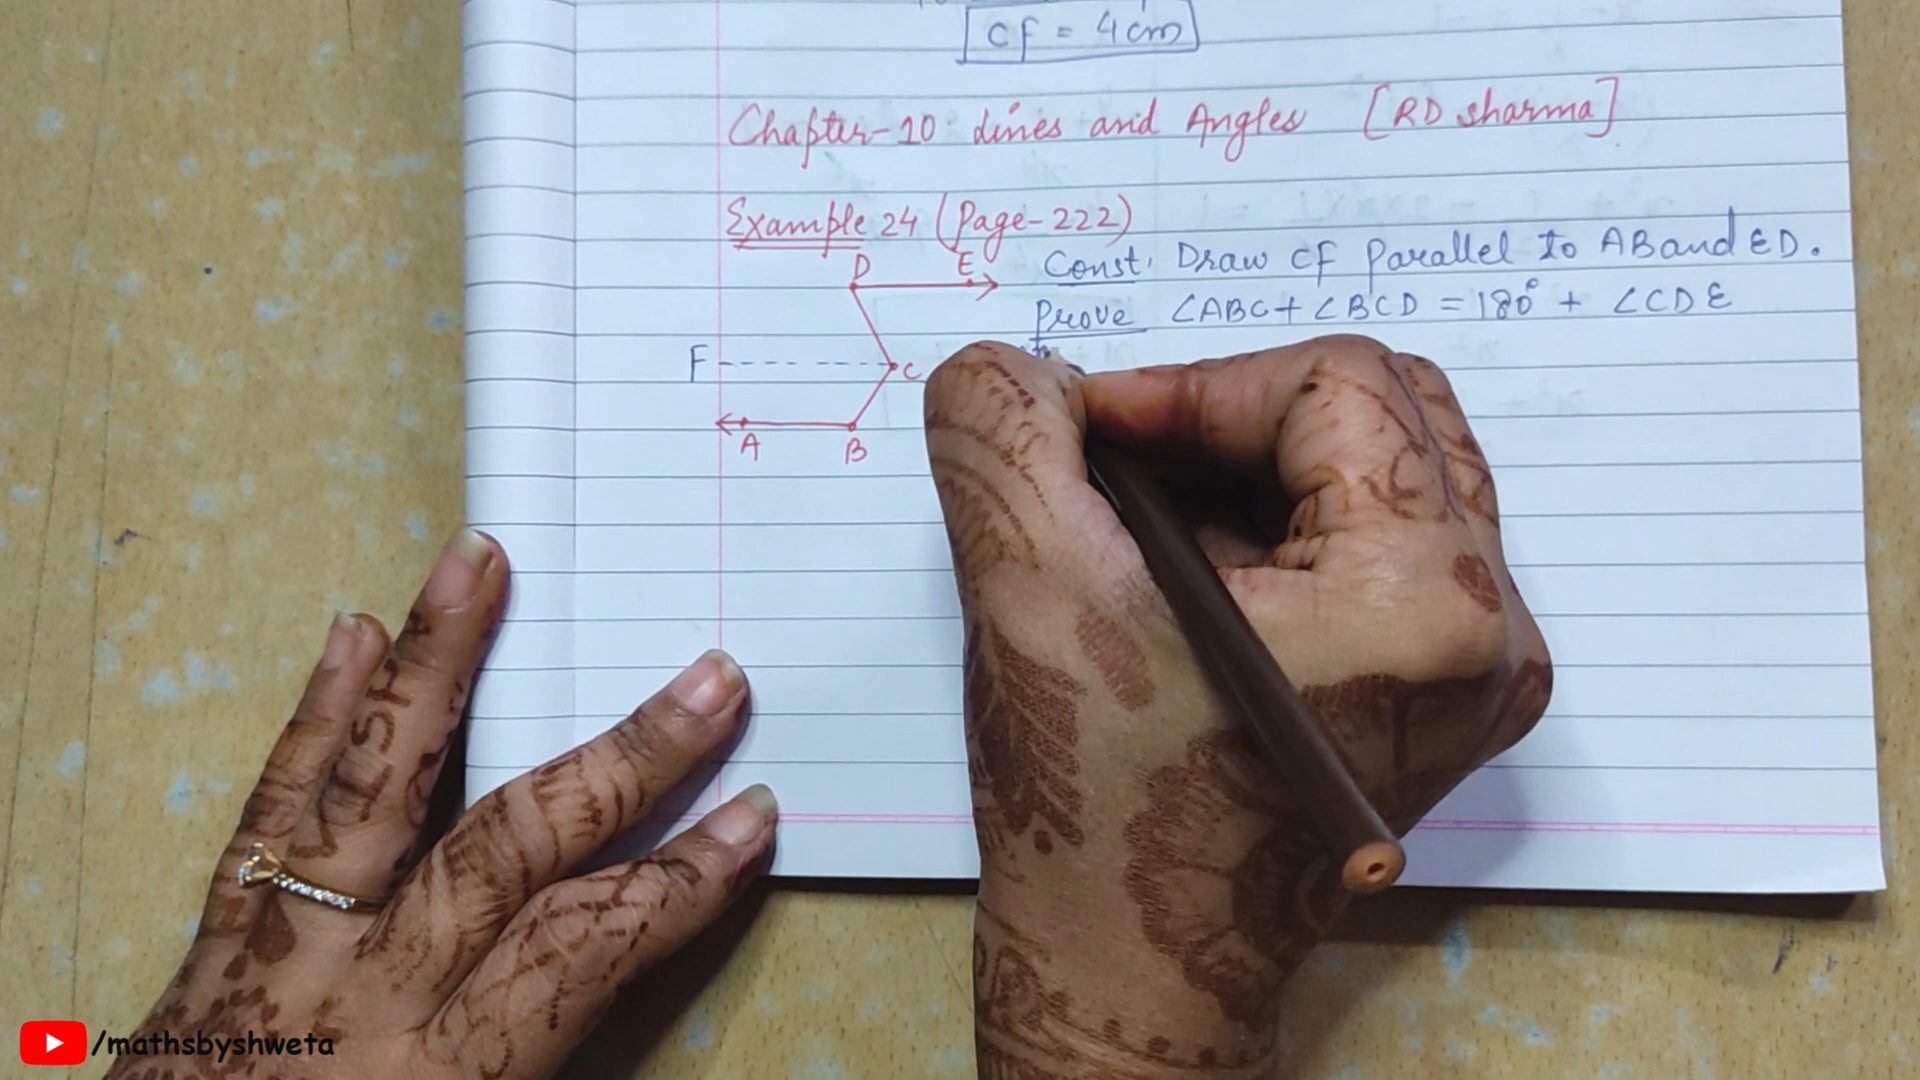 CF = 4cm
Chapter-10 Lines and Angles [RD Sharma]
Example 24 (Page-222)
Const. Draw CF parallel to AB and ED.
Prove ∠ABC + ∠BCD = 180° + ∠CDE
D E
F C
A B
/mathsbyshweta